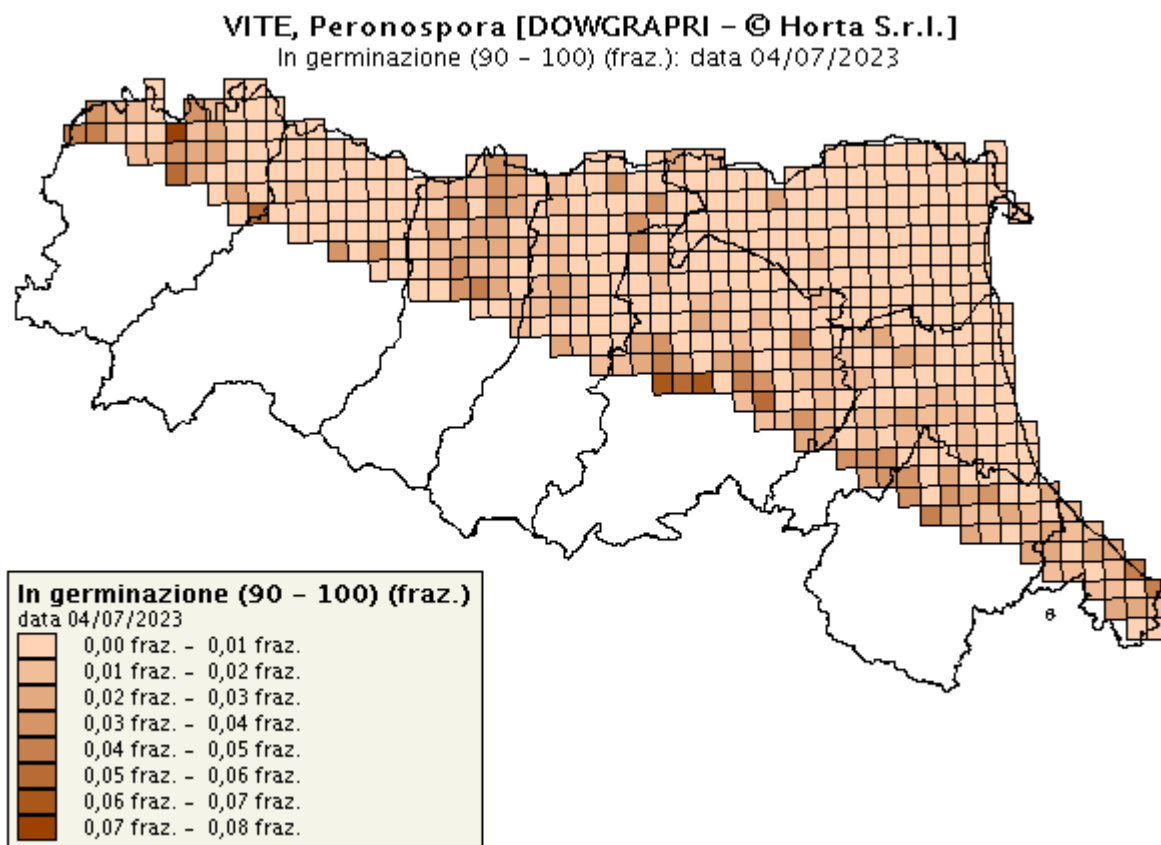 VITE, Peronospora [DOWGRAPRI – © Horta S.r.l.]
In germinazione (90 – 100) (fraz.): data 04/07/2023
In germinazione (90 – 100) (fraz.)
data 04/07/2023
0,00 fraz. – 0,01 fraz.
0,01 fraz. – 0,02 fraz.
0,02 fraz. – 0,03 fraz.
0,03 fraz. – 0,04 fraz.
0,04 fraz. – 0,05 fraz.
0,05 fraz. – 0,06 fraz.
0,06 fraz. – 0,07 fraz.
0,07 fraz. – 0,08 fraz.